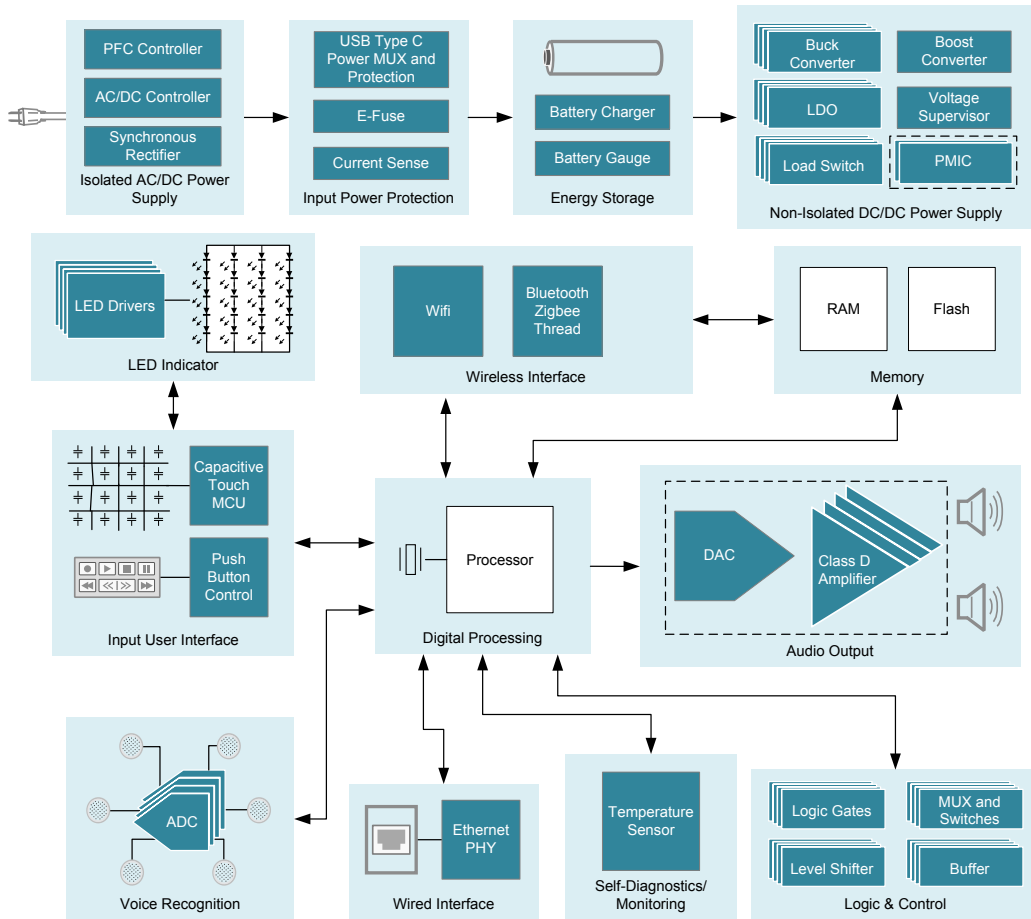 PFC Controller
AC/DC Controller
Synchronous
Rectifier
Isolated AC/DC Power
Supply
USB Type C
Power MUX and
Protection
E-Fuse
Current Sense
Input Power Protection
Battery Charger
Battery Gauge
Energy Storage
Buck
Converter
Boost
Converter
LDO
Voltage
Supervisor
Load Switch
PMIC
Non-Isolated DC/DC Power Supply
LED Drivers
LED Indicator
Wifi
Bluetooth
Zigbee
Thread
Wireless Interface
RAM
Flash
Memory
Capacitive
Touch
MCU
Push
Button
Control
Input User Interface
Processor
Digital Processing
DAC
Class D
Amplifier
Audio Output
ADC
Voice Recognition
Ethernet
PHY
Wired Interface
Temperature
Sensor
Self-Diagnostics/
Monitoring
Logic Gates
MUX and
Switches
Level Shifter
Buffer
Logic & Control